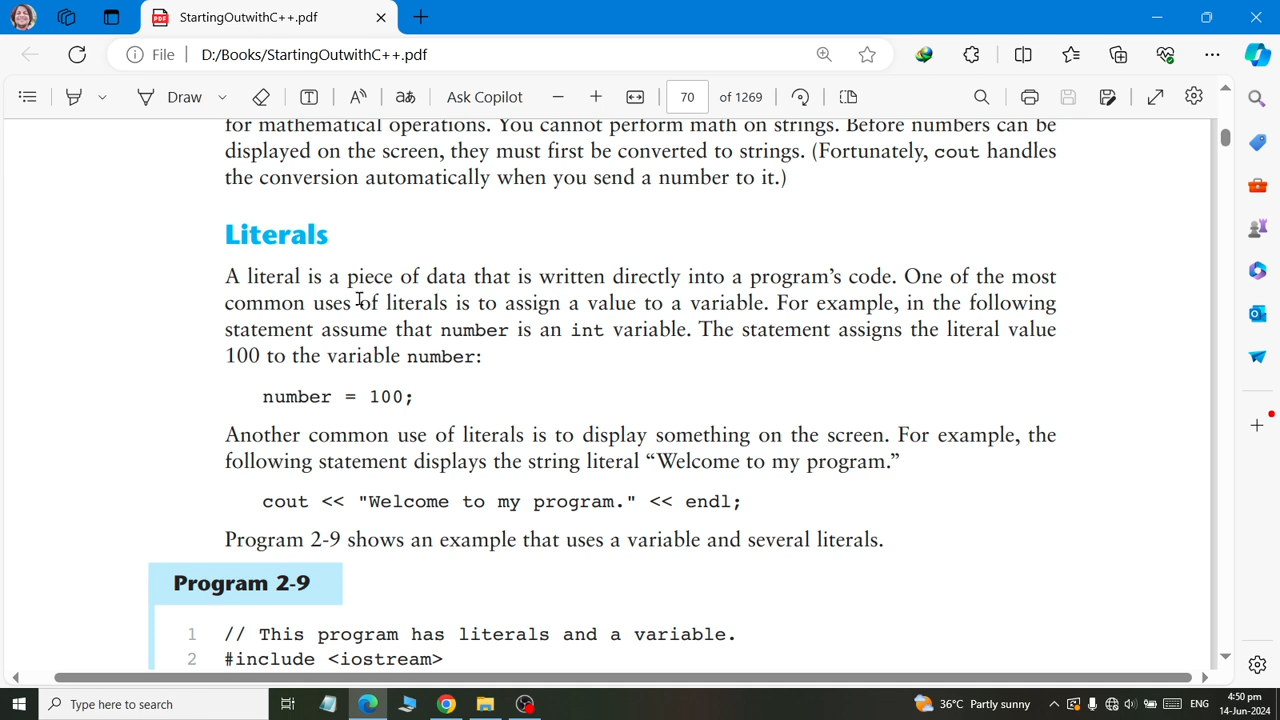 StartingOutwithC++.pdf
File D:/Books/StartingOutwithC++.pdf
Draw aあ Ask Copilot 70 of 1269
for mathematical operations. You cannot perform math on strings. Before numbers can be
displayed on the screen, they must first be converted to strings. (Fortunately, cout handles
the conversion automatically when you send a number to it.)
Literals
A literal is a piece of data that is written directly into a program's code. One of the most
common uses of literals is to assign a value to a variable. For example, in the following
statement assume that number is an int variable. The statement assigns the literal value
100 to the variable number:
number = 100;
Another common use of literals is to display something on the screen. For example, the
following statement displays the string literal “Welcome to my program.”
cout << "Welcome to my program." << endl;
Program 2-9 shows an example that uses a variable and several literals.
Program 2-9
1 // This program has literals and a variable.
2 #include <iostream>
Type here to search
36°C Partly sunny
ENG
4:50 pm
14-Jun-2024